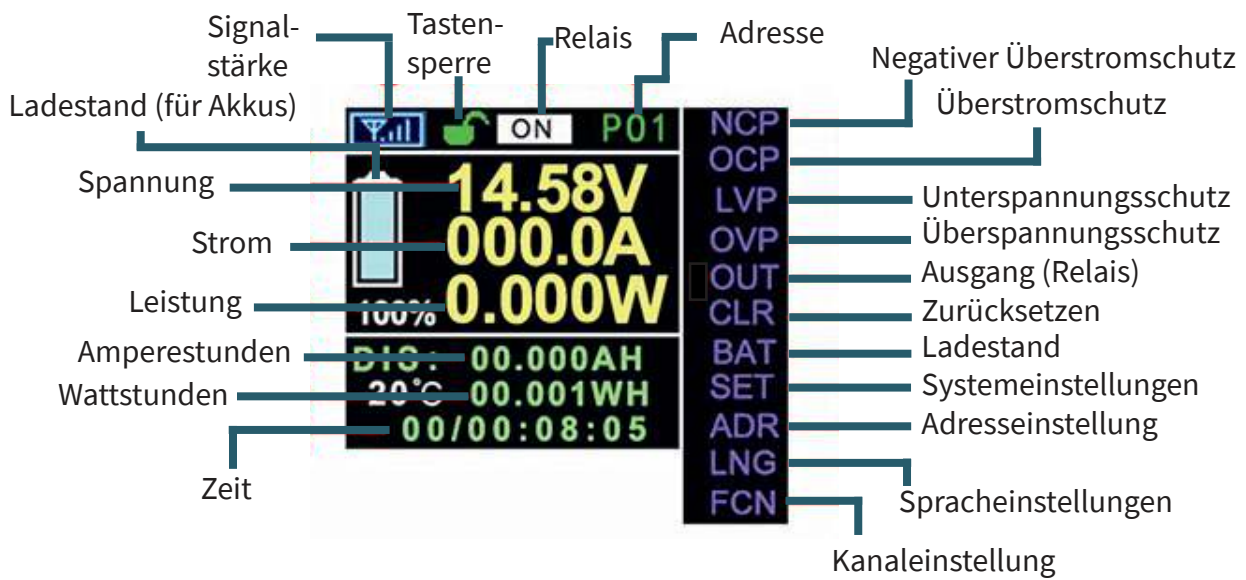 Signal-
stärke
Tasten-
sperre
Relais
Adresse
Negativer Überstromschutz
Ladestand (für Akkus)
Überstromschutz
ON
P01
NCP
OCP
Spannung
14.58V
LVP
Unterspannungsschutz
Strom
000.0A
OVP
Überspannungsschutz
OUT
Ausgang (Relais)
Leistung
100%
0.000W
CLR
Zurücksetzen
Amperestunden
DIS:
00.000AH
BAT
Ladestand
Wattstunden
20°C
00.001WH
SET
Systemeinstellungen
00/00:08:05
ADR
Adresseinstellung
Zeit
LNG
Spracheinstellungen
FCN
Kanaleinstellung